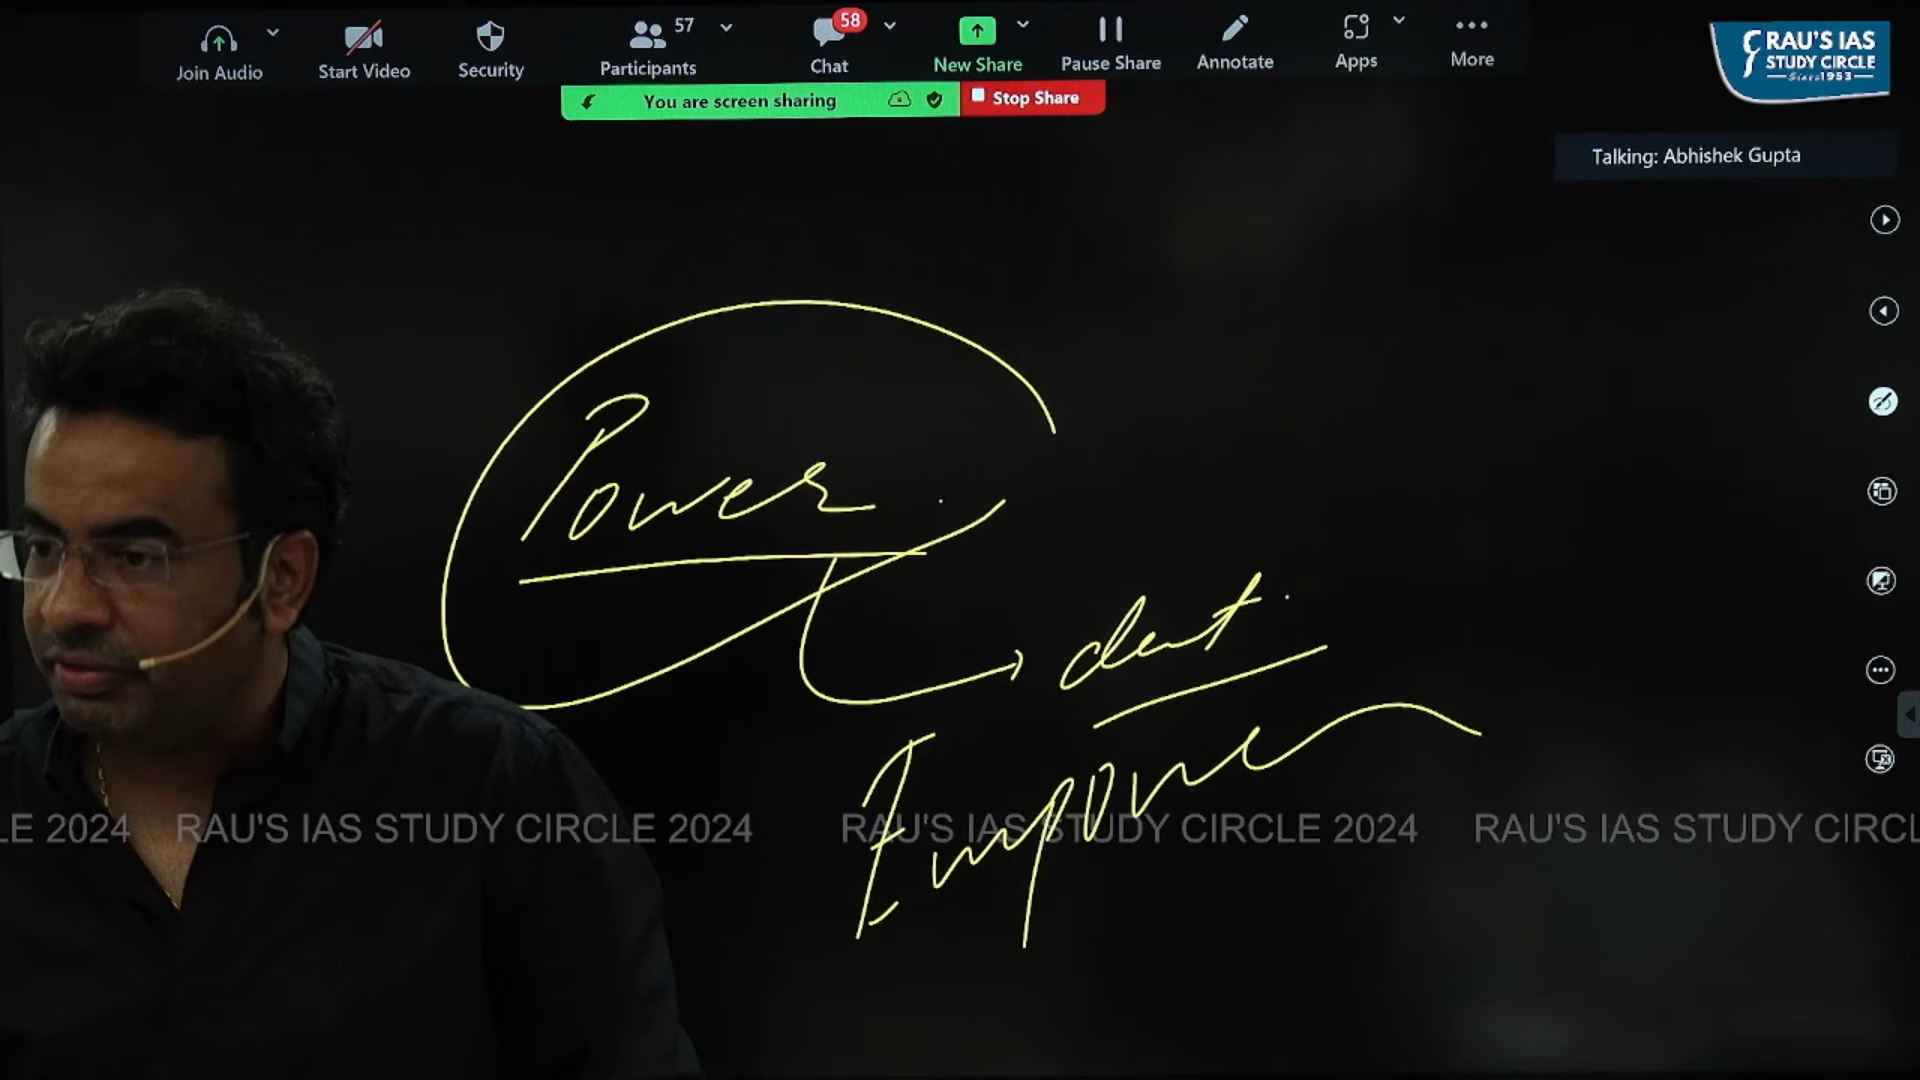 Join Audio
Start Video
Security
57
Participants
58
Chat
New Share
Pause Share
Annotate
Apps
More
You are screen sharing
Stop Share
RAU'S IAS
STUDY CIRCLE
Since 1953
Talking: Abhishek Gupta
Power
Empower
LE 2024 RAU'S IAS STUDY CIRCLE 2024 RAU'S IAS STUDY CIRCLE 2024 RAU'S IAS STUDY CIRCL